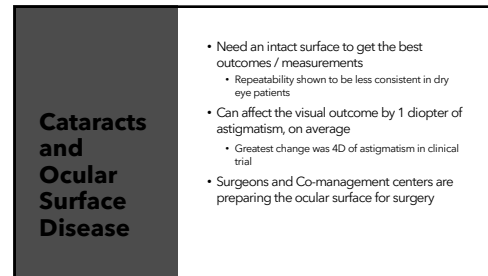 Cataracts
and
Ocular
Surface
Disease
• Need an intact surface to get the best
outcomes / measurements
• Repeatability shown to be less consistent in dry
eye patients
• Can affect the visual outcome by 1 diopter of
astigmatism, on average
• Greatest change was 4D of astigmatism in clinical
trial
• Surgeons and Co-management centers are
preparing the ocular surface for surgery